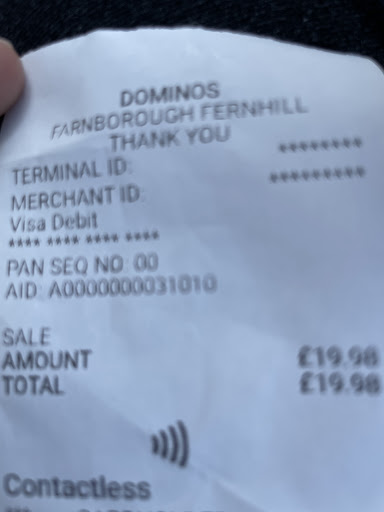 DOMINOS
FARNBOROUGH FERNHILL
THANK YOU
TERMINAL ID: ********
MERCHANT ID: *********
Visa Debit
**** **** **** ****
PAN SEQ NO: 00
AID: A0000000031010
SALE
AMOUNT £19.98
TOTAL £19.98
Contactless